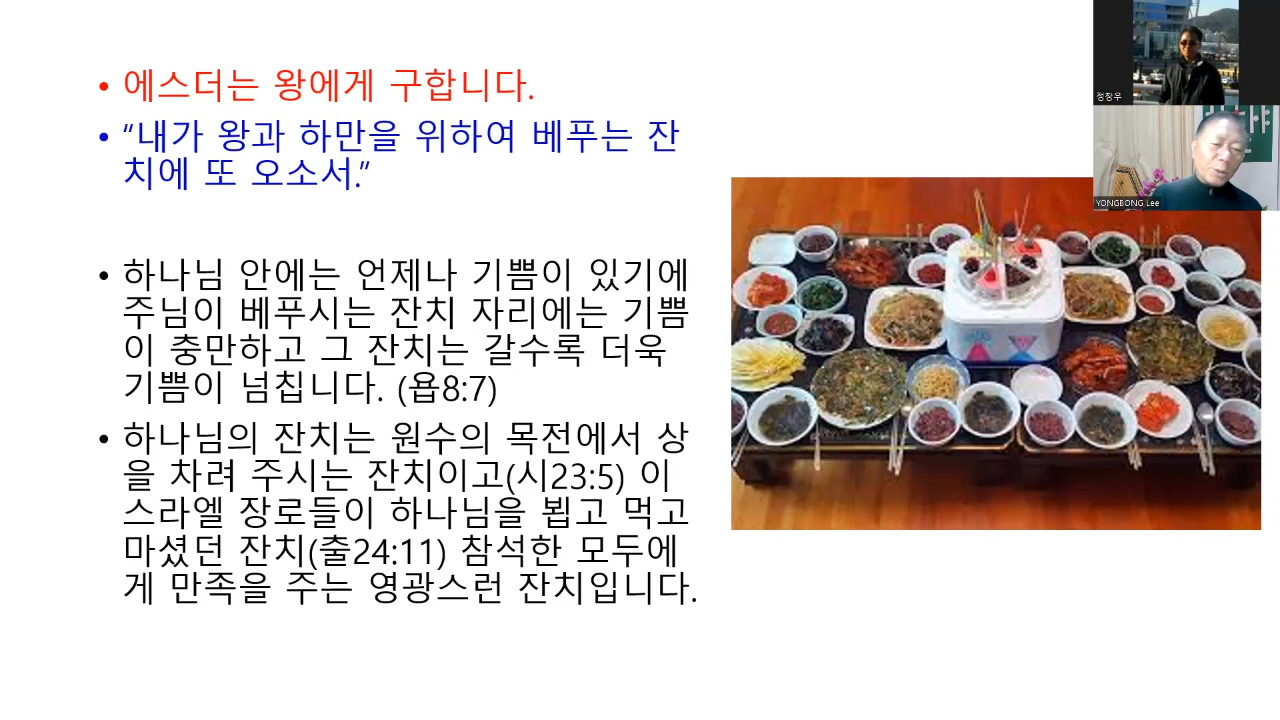 • 에스더는 왕에게 구합니다.
• “내가 왕과 하만을 위하여 베푸는 잔
치에 또 오소서.”
• 하나님 안에는 언제나 기쁨이 있기에
주님이 베푸시는 잔치 자리에는 기쁨
이 충만하고 그 잔치는 갈수록 더욱
기쁨이 넘칩니다. (욥8:7)
• 하나님의 잔치는 원수의 목전에서 상
을 차려 주시는 잔치이고(시23:5) 이
스라엘 장로들이 하나님을 뵙고 먹고
마셨던 잔치(출24:11) 참석한 모두에
게 만족을 주는 영광스런 잔치입니다.
정창우
YONGBONG Lee